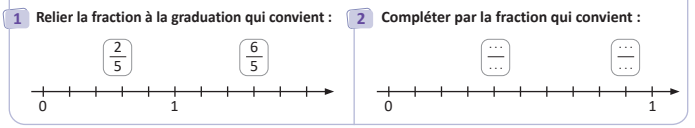 1 Relier la fraction à la graduation qui convient :
2/5 6/5
0 1
2 Compléter par la fraction qui convient :
.../... .../...
0 1